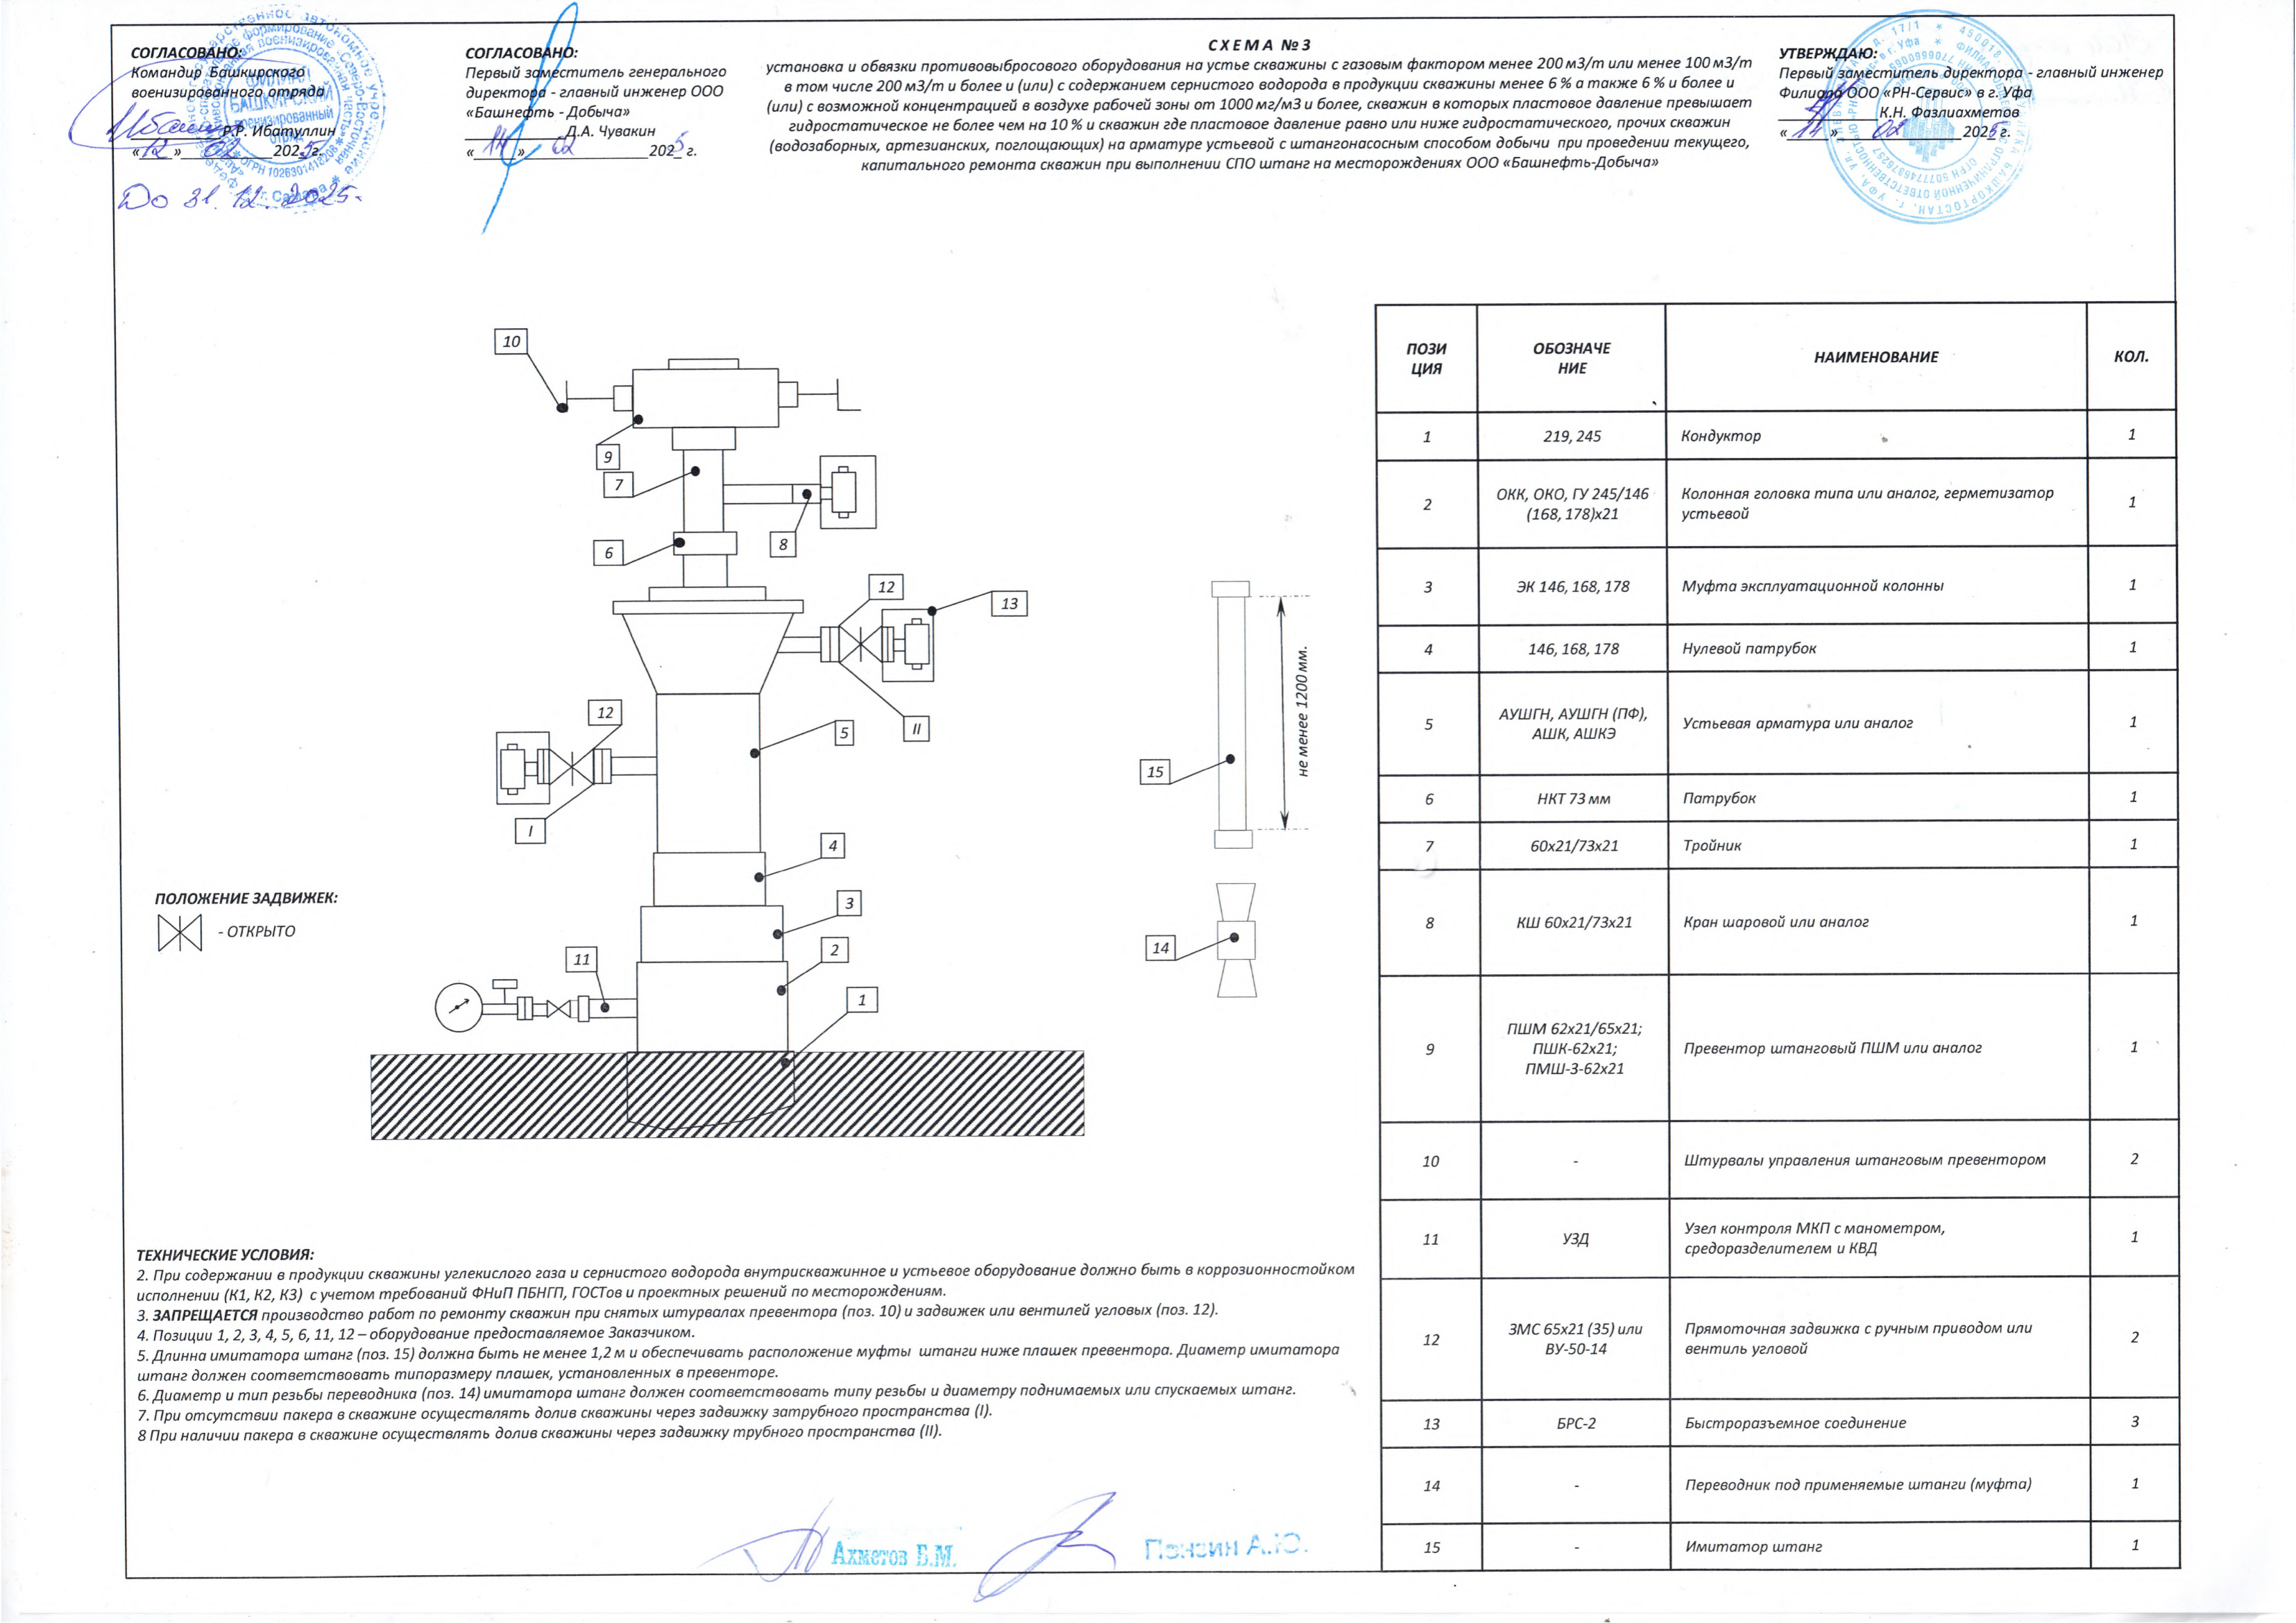 СОГЛАСОВАНО:
Командир Башкирского
военизированного отряда
Р.Р. Ибатуллин
«12» 02 2025г.
До 31.12.2025г
СОГЛАСОВАНО:
Первый заместитель генерального
директора - главный инженер ООО
«Башнефть - Добыча»
Д.А. Чувакин
«14» 02 2025 г.
СХЕМА №3
установка и обвязки противовыбросового оборудования на устье скважины с газовым фактором менее 200 м3/т или менее 100 м3/т
в том числе 200 м3/т и более и (или) с содержанием сернистого водорода в продукции скважины менее 6 % а также 6 % и более и
(или) с возможной концентрацией в воздухе рабочей зоны от 1000 мг/м3 и более, скважин в которых пластовое давление превышает
гидростатическое не более чем на 10 % и скважин где пластовое давление равно или ниже гидростатического, прочих скважин
(водозаборных, артезианских, поглощающих) на арматуре устьевой с штангонасосным способом добычи при проведении текущего,
капитального ремонта скважин при выполнении СПО штанг на месторождениях ООО «Башнефть-Добыча»
УТВЕРЖДАЮ:
Первый заместитель директора - главный инженер
Филиала ООО «РН-Сервис» в г. Уфа
К.Н. Фазлиахметов
«14» 02 2025 г.
ФИЛИАЛ
БАШКИРСКИЙ
военизированный
отряд
10
9
7
6
8
12
13
II
5
12
I
4
3
2
11
1
15
не менее 1200 мм.
14
ПОЛОЖЕНИЕ ЗАДВИЖЕК:
- ОТКРЫТО
ПОЗИ ЦИЯ ОБОЗНАЧЕ НИЕ НАИМЕНОВАНИЕ КОЛ.
1 219, 245 Кондуктор 1
2 ОКК, ОКО, ГУ 245/146 (168, 178)х21 Колонная головка типа или аналог, герметизатор устьевой 1
3 ЭК 146, 168, 178 Муфта эксплуатационной колонны 1
4 146, 168, 178 Нулевой патрубок 1
5 АУШГН, АУШГН (ПФ), АШК, АШКЭ Устьевая арматура или аналог 1
6 НКТ 73 мм Патрубок 1
7 60х21/73х21 Тройник 1
8 КШ 60х21/73х21 Кран шаровой или аналог 1
9 ПШМ 62х21/65х21; ПШК-62х21; ПМШ-3-62х21 Превентор штанговый ПШМ или аналог 1
10 - Штурвалы управления штанговым превентором 2
11 УЗД Узел контроля МКП с манометром, средоразделителем и КВД 1
12 ЗМС 65х21 (35) или ВУ-50-14 Прямоточная задвижка с ручным приводом или вентиль угловой 2
13 БРС-2 Быстроразъемное соединение 3
14 - Переводник под применяемые штанги (муфта) 1
15 - Имитатор штанг 1
ТЕХНИЧЕСКИЕ УСЛОВИЯ:
2. При содержании в продукции скважины углекислого газа и сернистого водорода внутрискважинное и устьевое оборудование должно быть в коррозионностойком
исполнении (К1, К2, К3) с учетом требований ФНиП ПБНГП, ГОСТов и проектных решений по месторождениям.
3. ЗАПРЕЩАЕТСЯ производство работ по ремонту скважин при снятых штурвалах превентора (поз. 10) и задвижек или вентилей угловых (поз. 12).
4. Позиции 1, 2, 3, 4, 5, 6, 11, 12 – оборудование предоставляемое Заказчиком.
5. Длинна имитатора штанг (поз. 15) должна быть не менее 1,2 м и обеспечивать расположение муфты штанги ниже плашек превентора. Диаметр имитатора
штанг должен соответствовать типоразмеру плашек, установленных в превенторе.
6. Диаметр и тип резьбы переводника (поз. 14) имитатора штанг должен соответствовать типу резьбы и диаметру поднимаемых или спускаемых штанг.
7. При отсутствии пакера в скважине осуществлять долив скважины через задвижку затрубного пространства (I).
8 При наличии пакера в скважине осуществлять долив скважины через задвижку трубного пространства (II).
Ахметов Б.М.
Пензин А.Ю.